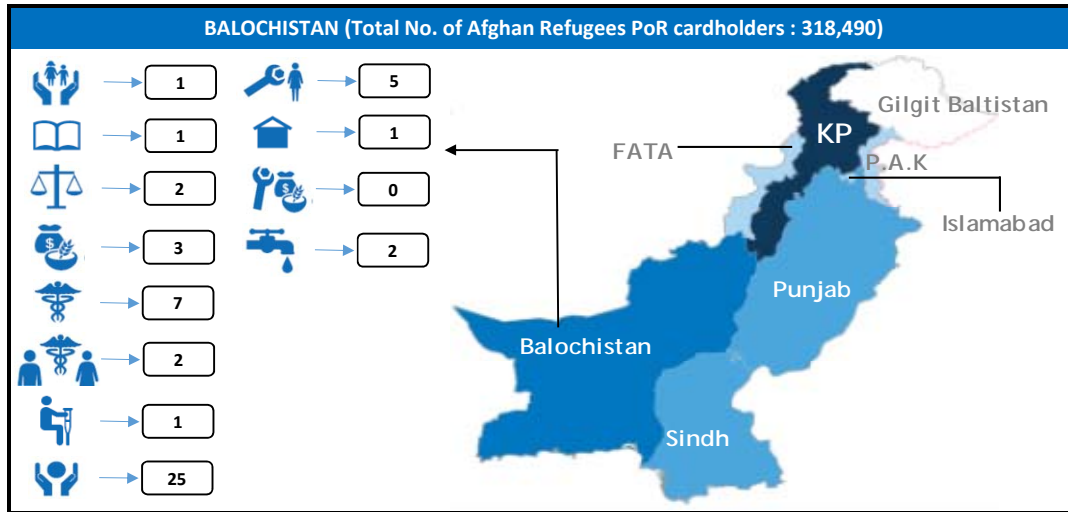 BALOCHISTAN (Total No. of Afghan Refugees PoR cardholders : 318,490)
1
5
1
1
2
0
3
2
7
2
1
25
Gilgit Baltistan
KP
FATA
P.A.K
Islamabad
Punjab
Balochistan
Sindh
$
$